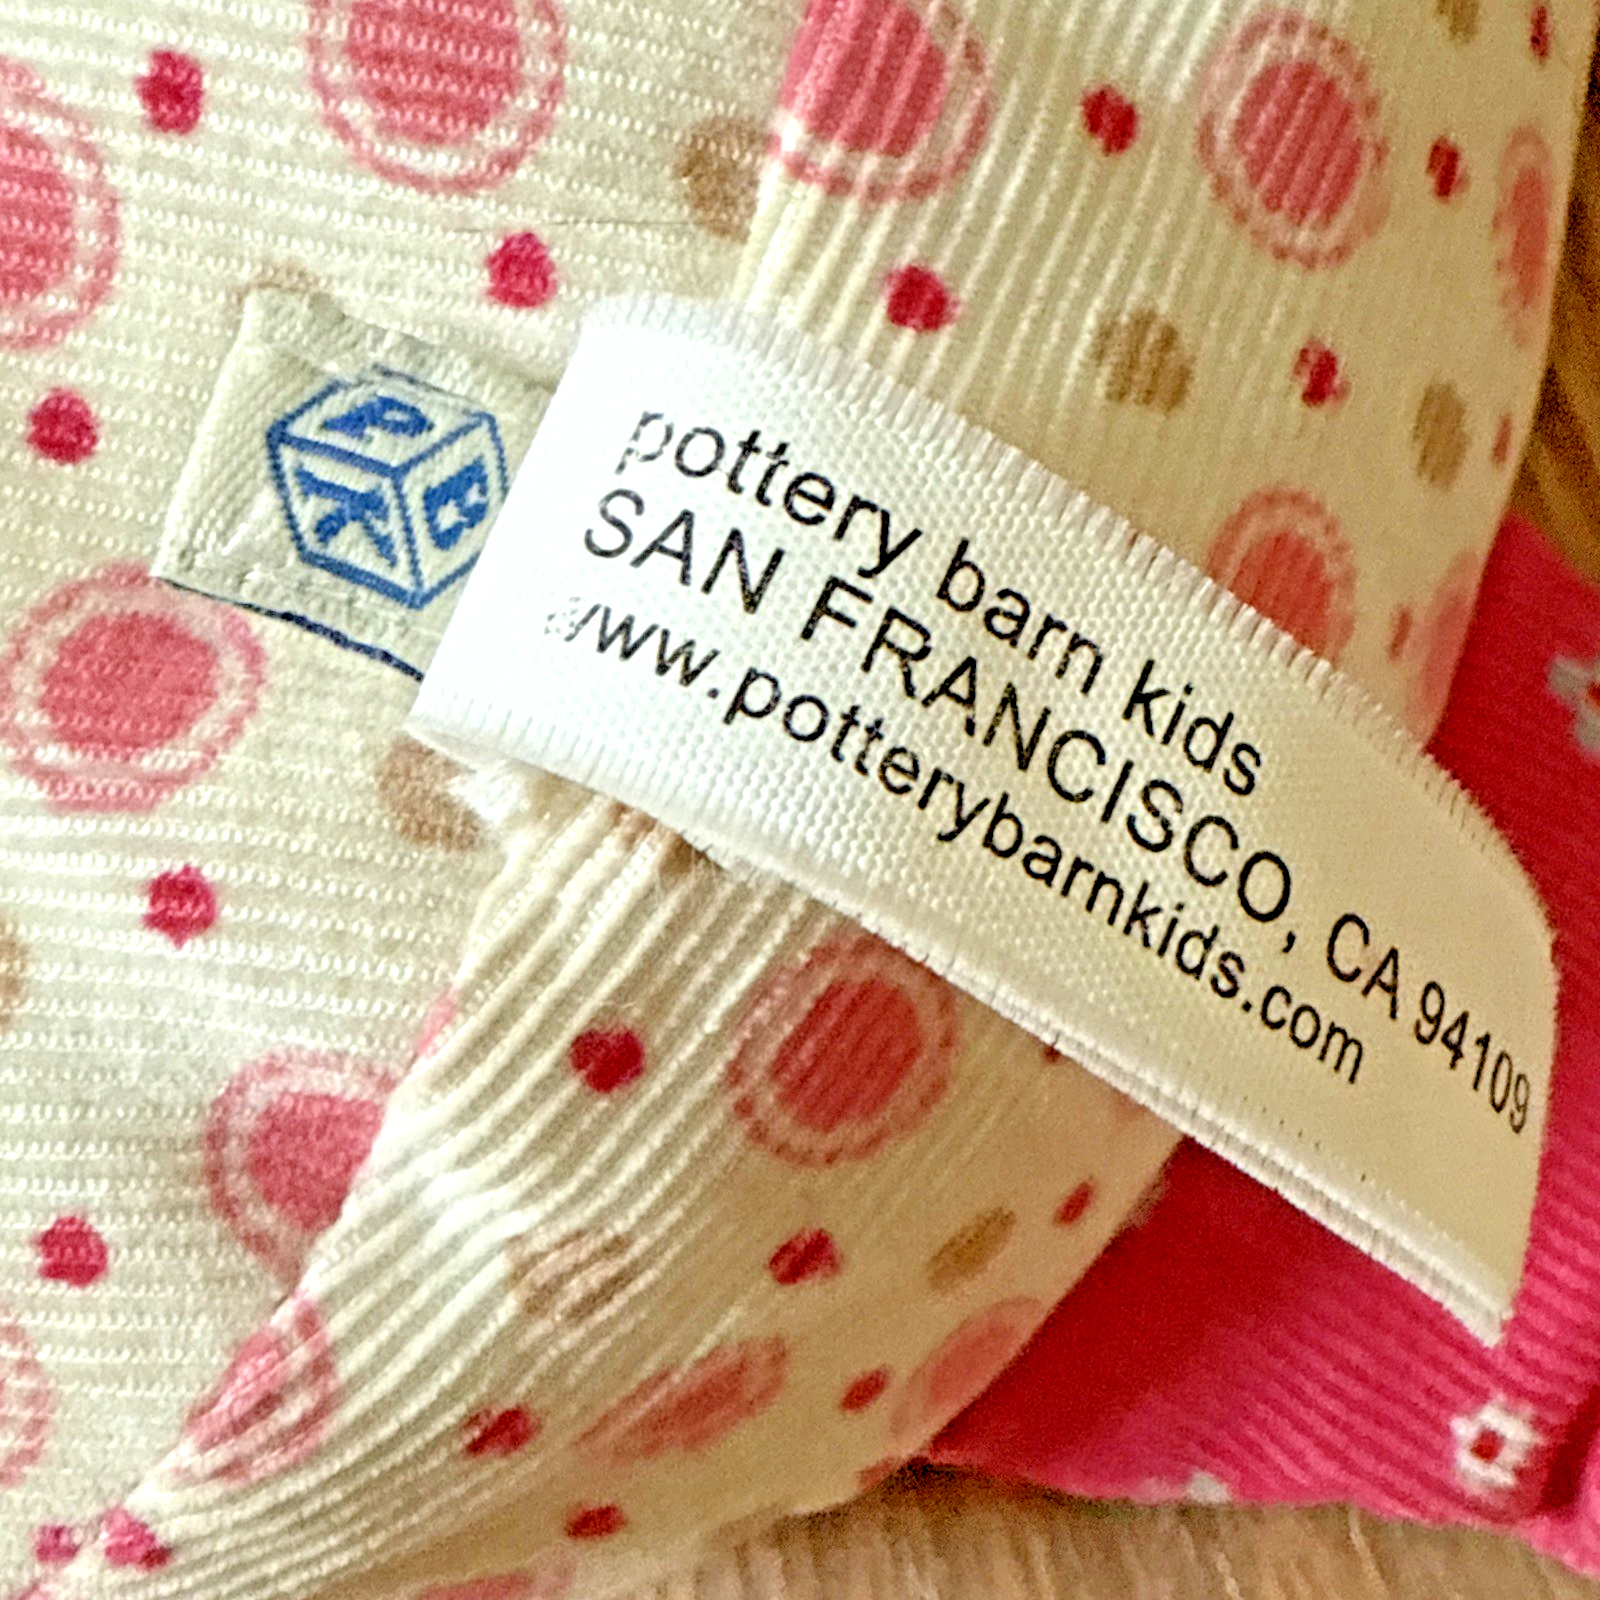 P
K B
pottery barn kids
SAN FRANCISCO, CA 94109
www.potterybarnkids.com